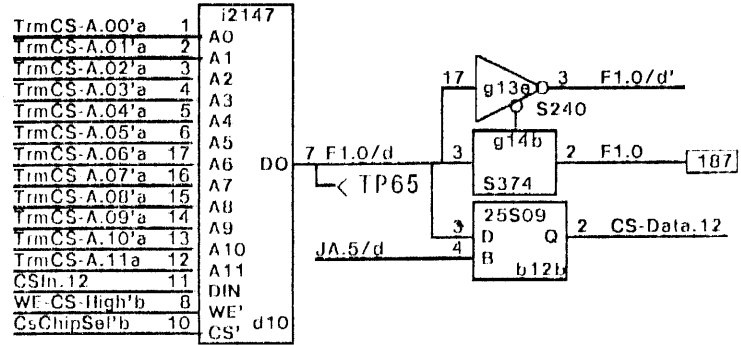 i2147
TrmCS-A.00'a 1 A0
TrmCS-A.01'a 2 A1
TrmCS-A.02'a 3 A2
TrmCS-A.03'a 4 A3
TrmCS-A.04'a 5 A4
TrmCS-A.05'a 6 A5
TrmCS-A.06'a 17 A6
TrmCS-A.07'a 16 A7
TrmCS-A.08'a 15 A8
TrmCS-A.09'a 14 A9
TrmCS-A.10'a 13 A10
TrmCS-A.11a 12 A11
CSIn.12 11 DIN
WE-CS-High'b 8 WE'
CsChipSel'b 10 CS'
d10
DO 7 F1.0/d
< TP65
17 g13e 3 F1.0/d'
S240
g14b
3 2 F1.0 187
S374
25S09
3 D Q 2 CS-Data.12
JA.5/d 4 B
b12b